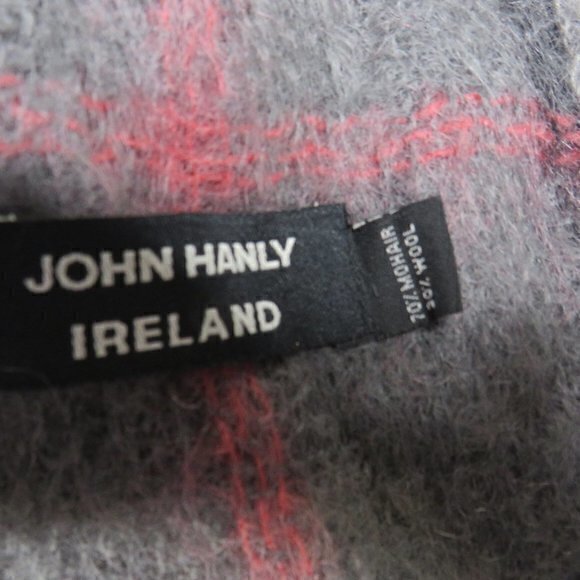 JOHN HANLY
IRELAND
70% MOHAIR
30% WOOL